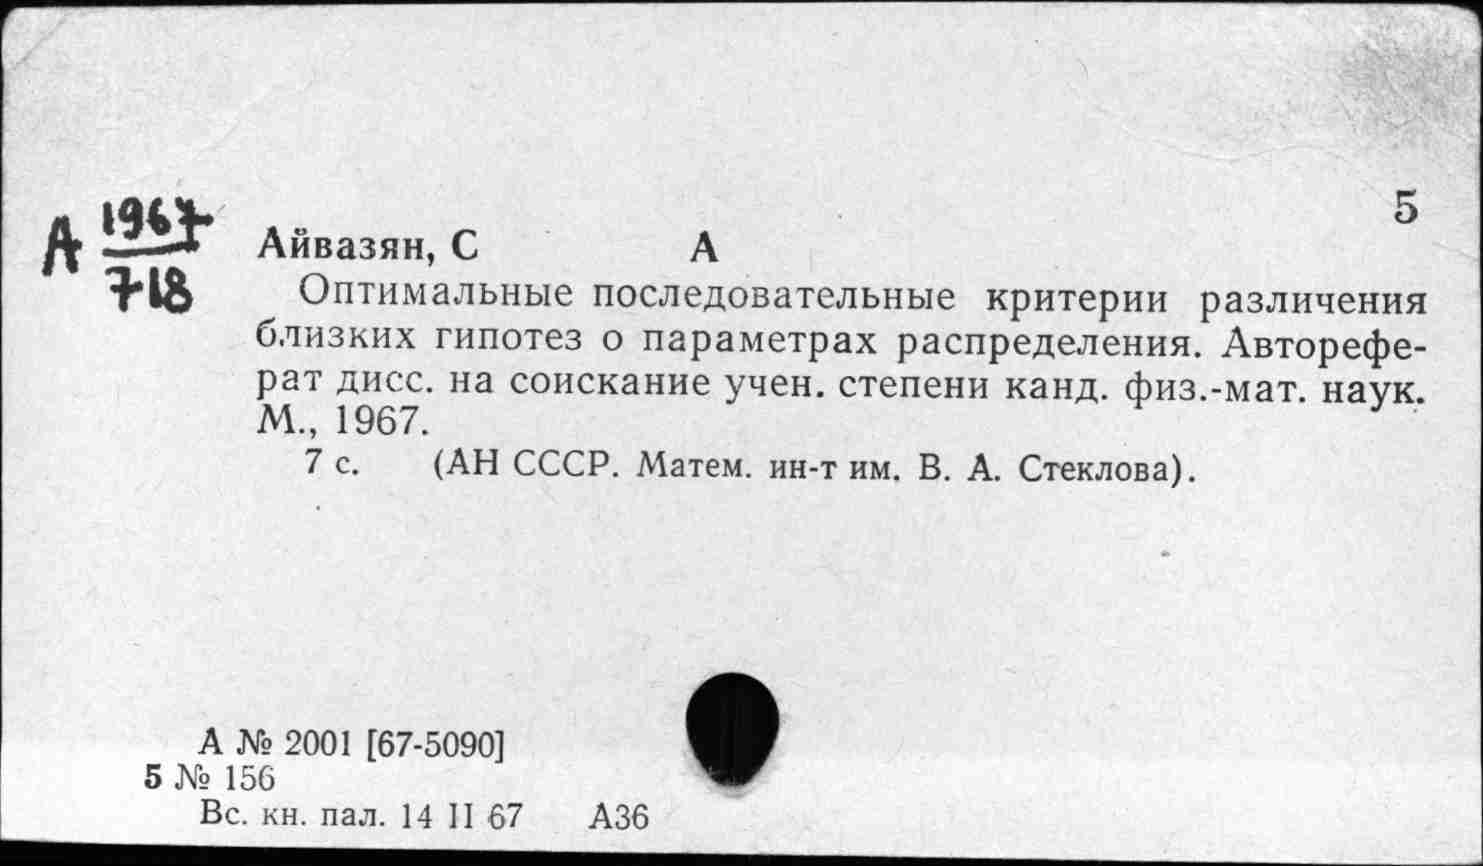 5
А 1967
718
Айвазян, С А
Оптимальные последовательные критерии различения
близких гипотез о параметрах распределения. Авторефе-
рат дисс. на соискание учен. степени канд. физ.-мат. наук.
М., 1967.
7 с. (АН СССР. Матем. ин-т им. В. А. Стеклова).
А № 2001 [67-5090]
5 № 156
Вс. кн. пал. 14 II 67 А36